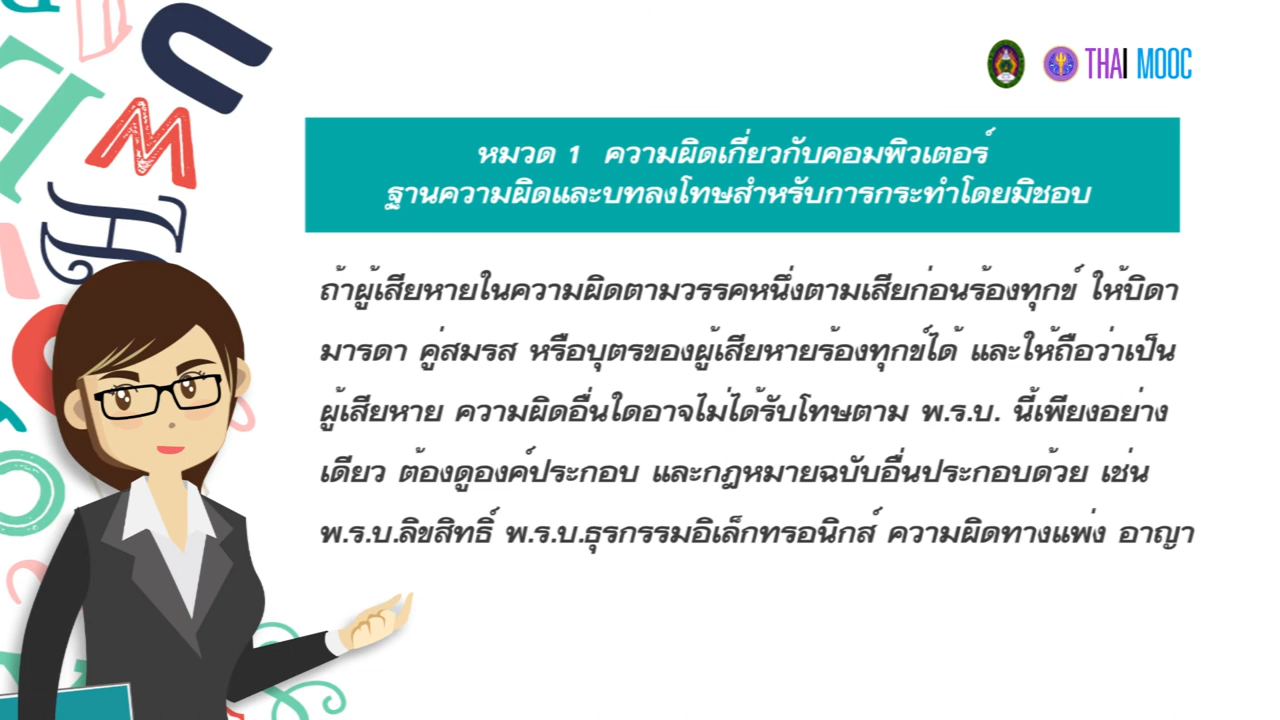 THAI MOOC
หมวด 1 ความผิดเกี่ยวกับคอมพิวเตอร์
ฐานความผิดและบทลงโทษสำหรับการกระทำโดยมิชอบ
ถ้าผู้เสียหายในความผิดตามวรรคหนึ่งตามเสียก่อนร้องทุกข์ ให้บิดา
มารดา คู่สมรส หรือบุตรของผู้เสียหายร้องทุกข์ได้ และให้ถือว่าเป็น
ผู้เสียหาย ความผิดอื่นใดอาจไม่ได้รับโทษตาม พ.ร.บ. นี้เพียงอย่าง
เดียว ต้องดูองค์ประกอบ และกฎหมายฉบับอื่นประกอบด้วย เช่น
พ.ร.บ.ลิขสิทธิ์ พ.ร.บ.ธุรกรรมอิเล็กทรอนิกส์ ความผิดทางแพ่ง อาญา